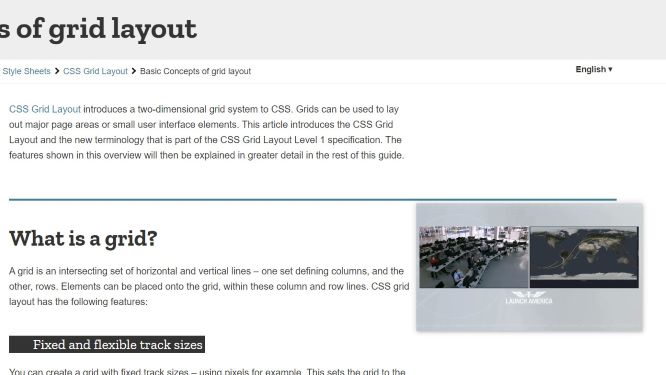 s of grid layout
Style Sheets > CSS Grid Layout > Basic Concepts of grid layout
English ▾
CSS Grid Layout introduces a two-dimensional grid system to CSS. Grids can be used to lay
out major page areas or small user interface elements. This article introduces the CSS Grid
Layout and the new terminology that is part of the CSS Grid Layout Level 1 specification. The
features shown in this overview will then be explained in greater detail in the rest of this guide.
What is a grid?
A grid is an intersecting set of horizontal and vertical lines – one set defining columns, and the
other, rows. Elements can be placed onto the grid, within these column and row lines. CSS grid
layout has the following features:
LAUNCH AMERICA
Fixed and flexible track sizes
You can create a grid with fixed track sizes – using pixels for example. This sets the grid to the